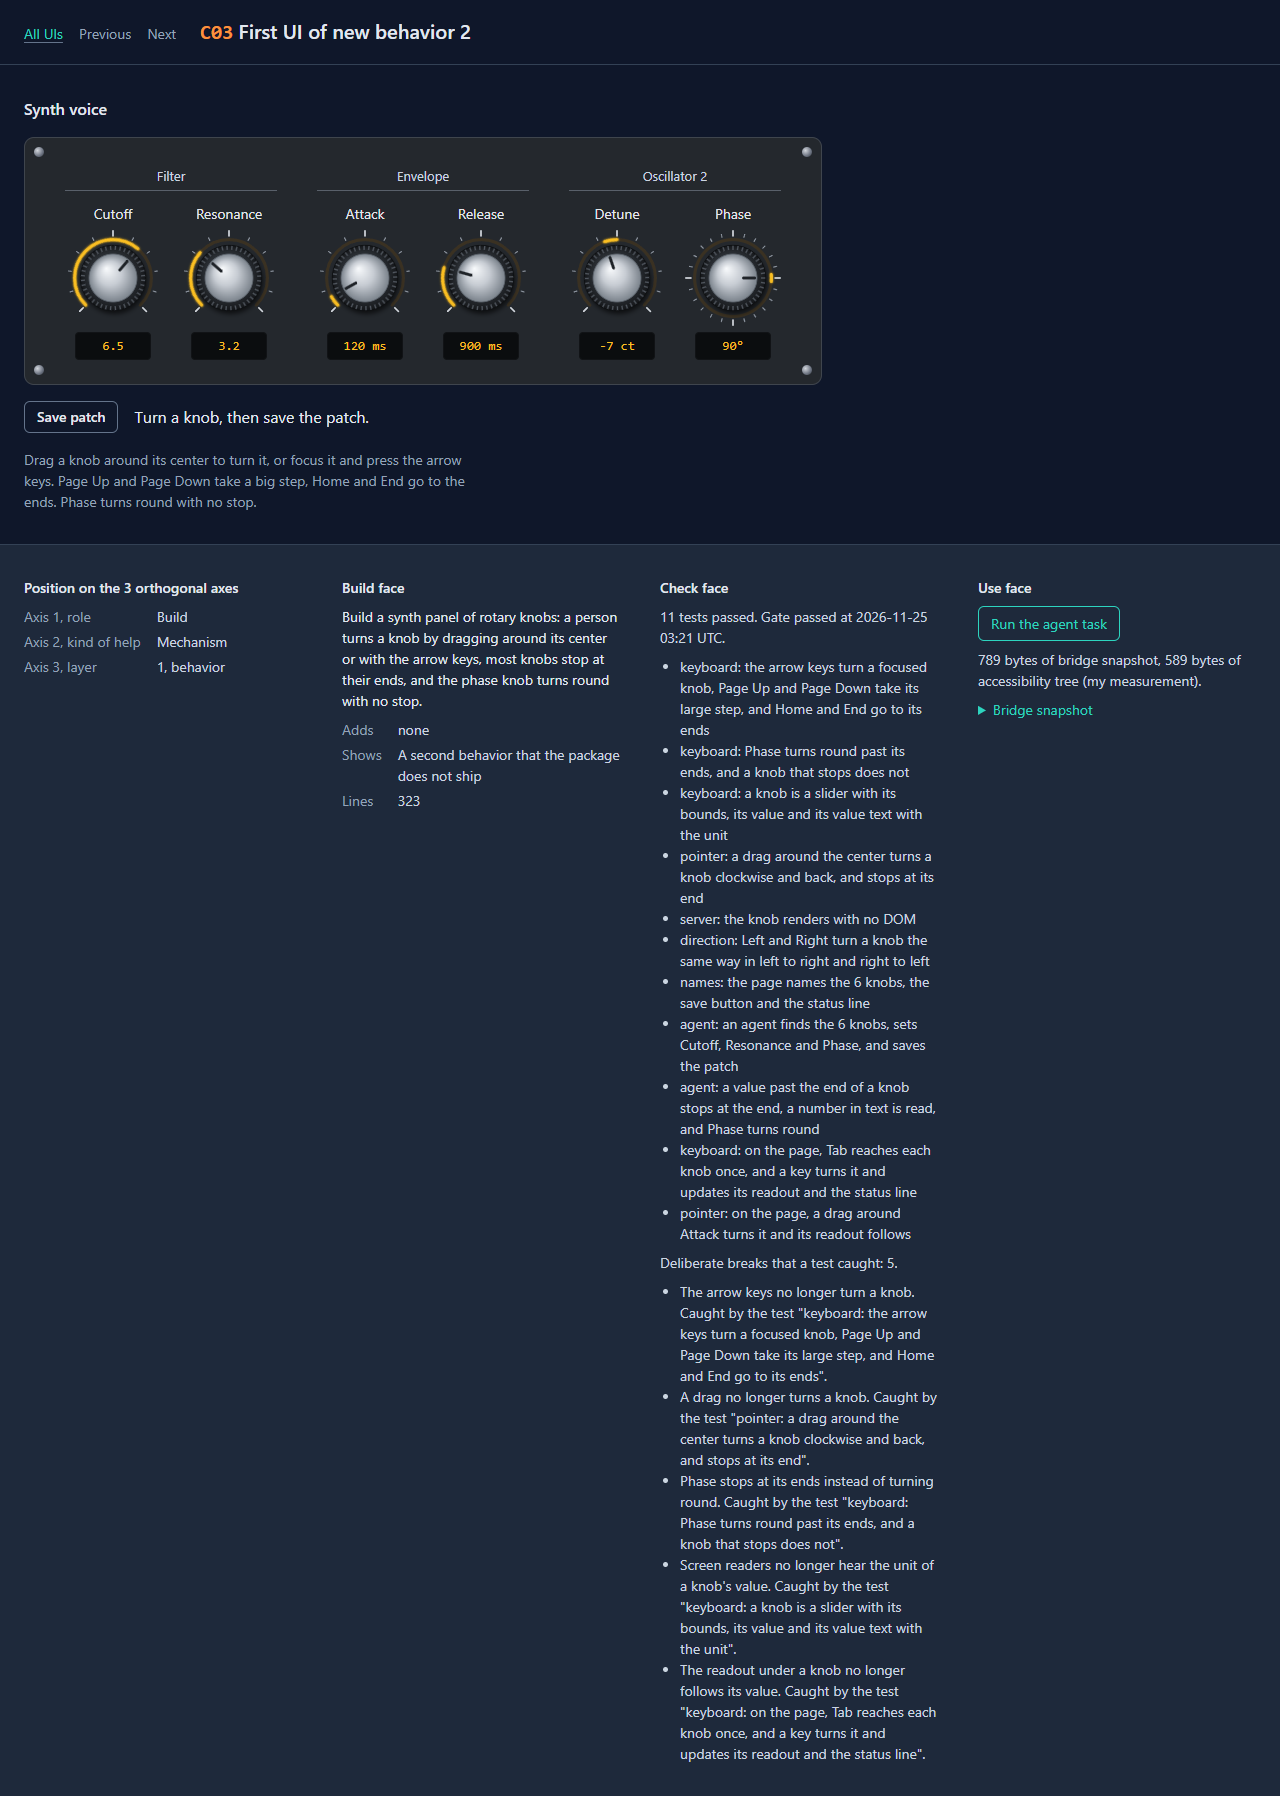 All UIs Previous Next C03 First UI of new behavior 2
Synth voice
Filter Envelope Oscillator 2
Cutoff Resonance Attack Release Detune Phase
6.5 3.2 120 ms 900 ms -7 ct 90°
Save patch Turn a knob, then save the patch.
Drag a knob around its center to turn it, or focus it and press the arrow
keys. Page Up and Page Down take a big step, Home and End go to the
ends. Phase turns round with no stop.
Position on the 3 orthogonal axes
Axis 1, role Build
Axis 2, kind of help Mechanism
Axis 3, layer 1, behavior
Build face
Build a synth panel of rotary knobs: a person
turns a knob by dragging around its center
or with the arrow keys, most knobs stop at
their ends, and the phase knob turns round
with no stop.
Adds none
Shows A second behavior that the package
does not ship
Lines 323
Check face
11 tests passed. Gate passed at 2026-11-25
03:21 UTC.
• keyboard: the arrow keys turn a focused
knob, Page Up and Page Down take its
large step, and Home and End go to its
ends
• keyboard: Phase turns round past its
ends, and a knob that stops does not
• keyboard: a knob is a slider with its
bounds, its value and its value text with
the unit
• pointer: a drag around the center turns a
knob clockwise and back, and stops at its
end
• server: the knob renders with no DOM
• direction: Left and Right turn a knob the
same way in left to right and right to left
• names: the page names the 6 knobs, the
save button and the status line
• agent: an agent finds the 6 knobs, sets
Cutoff, Resonance and Phase, and saves
the patch
• agent: a value past the end of a knob
stops at the end, a number in text is read,
and Phase turns round
• keyboard: on the page, Tab reaches each
knob once, and a key turns it and
updates its readout and the status line
• pointer: on the page, a drag around
Attack turns it and its readout follows
Deliberate breaks that a test caught: 5.
• The arrow keys no longer turn a knob.
Caught by the test "keyboard: the arrow
keys turn a focused knob, Page Up and
Page Down take its large step, and Home
and End go to its ends".
• A drag no longer turns a knob. Caught by
the test "pointer: a drag around the
center turns a knob clockwise and back,
and stops at its end".
• Phase stops at its ends instead of turning
round. Caught by the test "keyboard:
Phase turns round past its ends, and a
knob that stops does not".
• Screen readers no longer hear the unit of
a knob's value. Caught by the test
"keyboard: a knob is a slider with its
bounds, its value and its value text with
the unit".
• The readout under a knob no longer
follows its value. Caught by the test
"keyboard: on the page, Tab reaches each
knob once, and a key turns it and
updates its readout and the status line".
Use face
Run the agent task
789 bytes of bridge snapshot, 589 bytes of
accessibility tree (my measurement).
Bridge snapshot